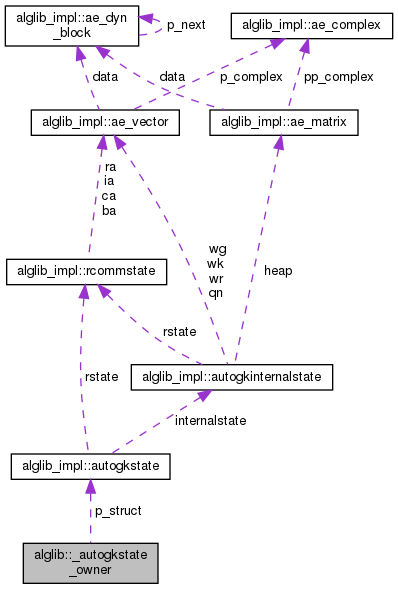 alglib_impl::ae_dyn
_block
p_next
alglib_impl::ae_complex
data
data
p_complex
pp_complex
alglib_impl::ae_vector
alglib_impl::ae_matrix
ra
ia
ca
ba
wg
wk
wr
qn
heap
alglib_impl::rcommstate
rstate
rstate
alglib_impl::autogkinternalstate
internalstate
alglib_impl::autogkstate
p_struct
alglib::_autogkstate
_owner